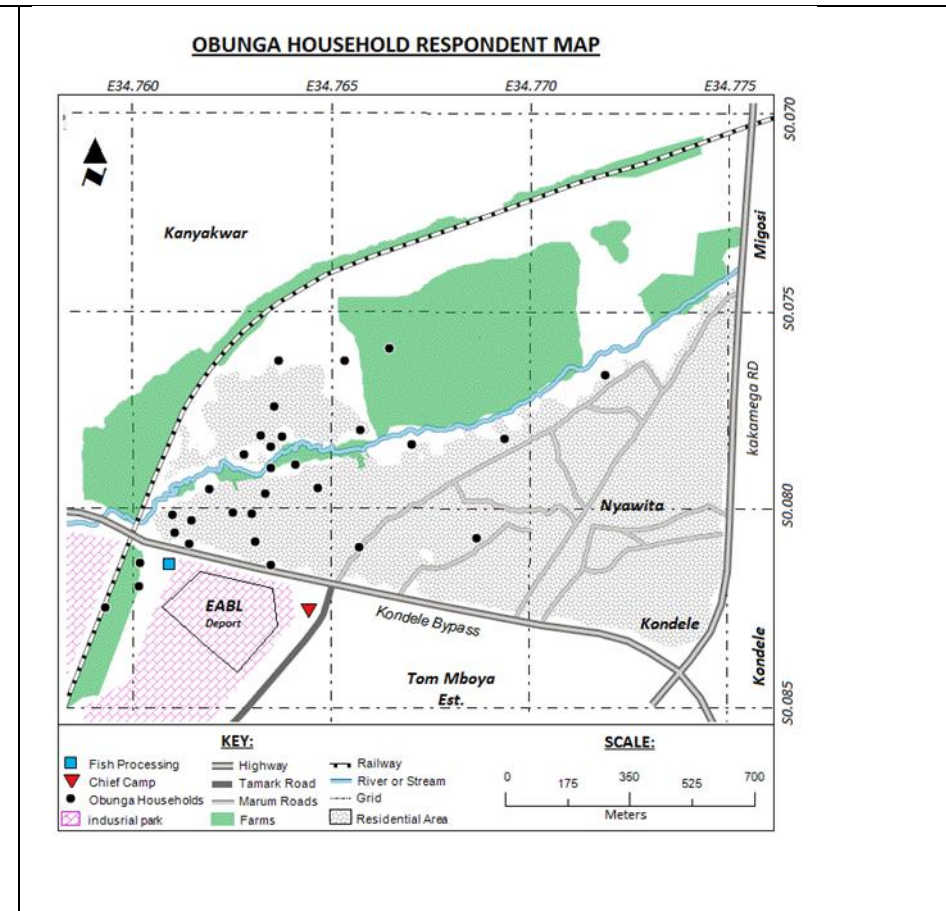 OBUNGA HOUSEHOLD RESPONDENT MAP
E34.760 E34.765 E34.770 E34.775
S0.070
Kanyakwar
Migosi
S0.075
kakamega RD
S0.080
Nyawita
EABL
Deport
Kondele Bypass
Kondele
Kondele
Tom Mboya
Est.
S0.085
KEY:
Fish Processing
Chief Camp
Obunga Households
indusrial park
Highway
Tamark Road
Marum Roads
Farms
Railway
River or Stream
Grid
Residential Area
SCALE:
0 175 350 525 700
Meters